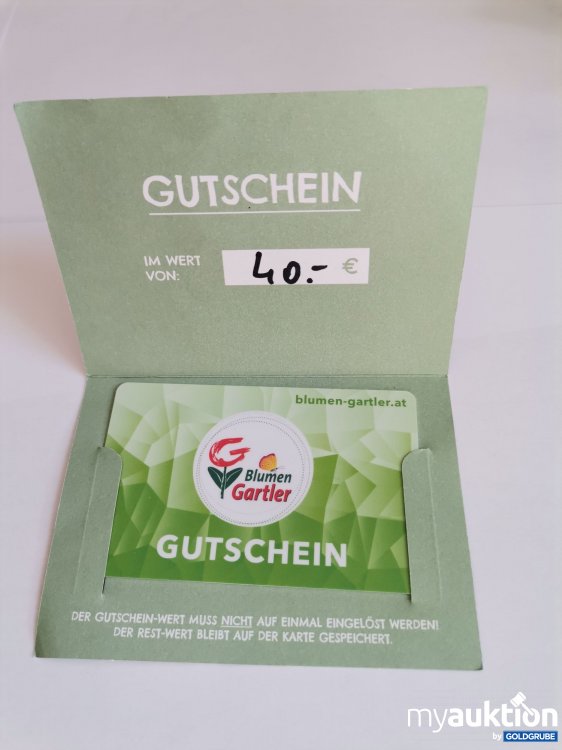 GUTSCHEIN
IM WERT
VON: 40.- €
blumen-gartler.at
G
Blumen
Gartler
GUTSCHEIN
DER GUTSCHEIN-WERT MUSS NICHT AUF EINMAL EINGELÖST WERDEN!
DER REST-WERT BLEIBT AUF DER KARTE GESPEICHERT.
myauktion
by GOLDGRUBE